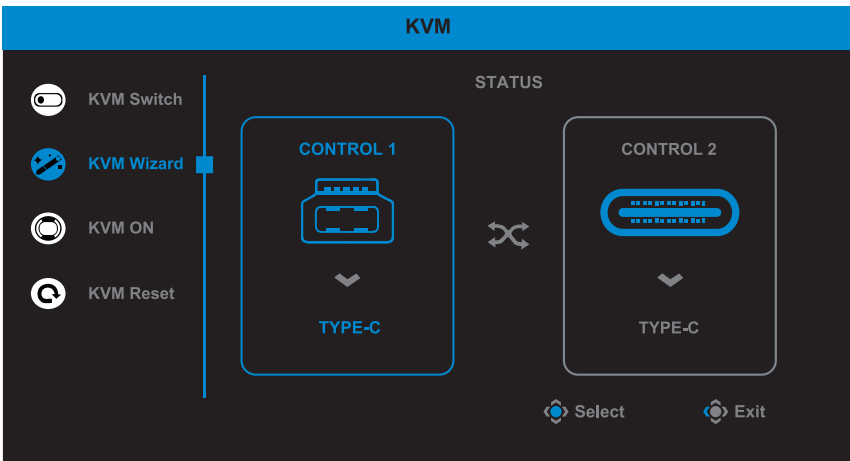 KVM
KVM Switch
KVM Wizard
KVM ON
KVM Reset
STATUS
CONTROL 1
TYPE-C
CONTROL 2
TYPE-C
Select
Exit